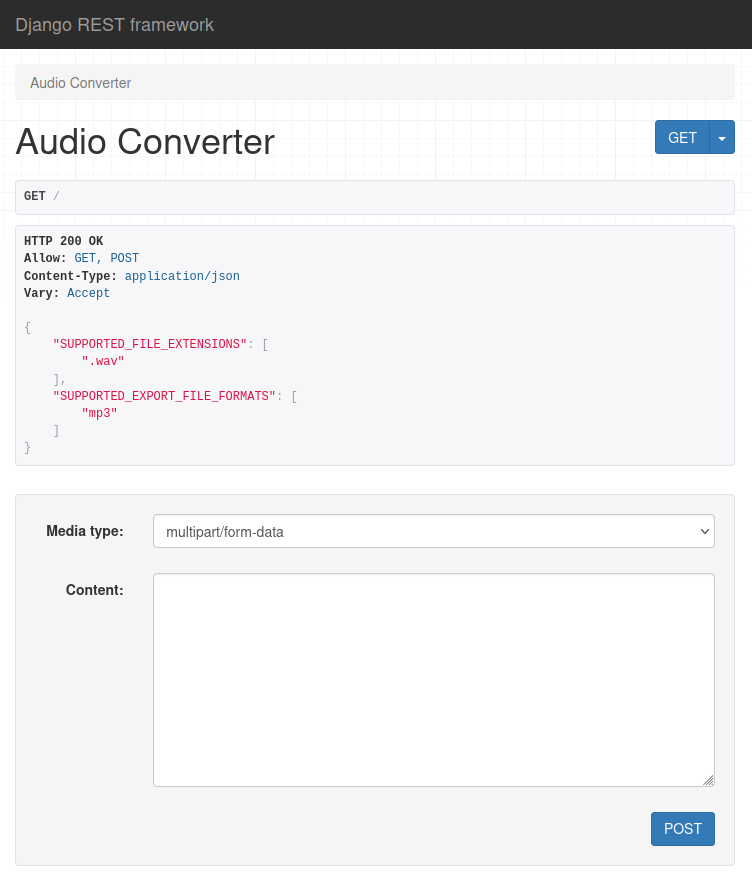 Django REST framework
Audio Converter
Audio Converter
GET
GET /
HTTP 200 OK
Allow: GET, POST
Content-Type: application/json
Vary: Accept
{
    "SUPPORTED_FILE_EXTENSIONS": [
        ".wav"
    ],
    "SUPPORTED_EXPORT_FILE_FORMATS": [
        "mp3"
    ]
}
Media type:
multipart/form-data
Content:
POST